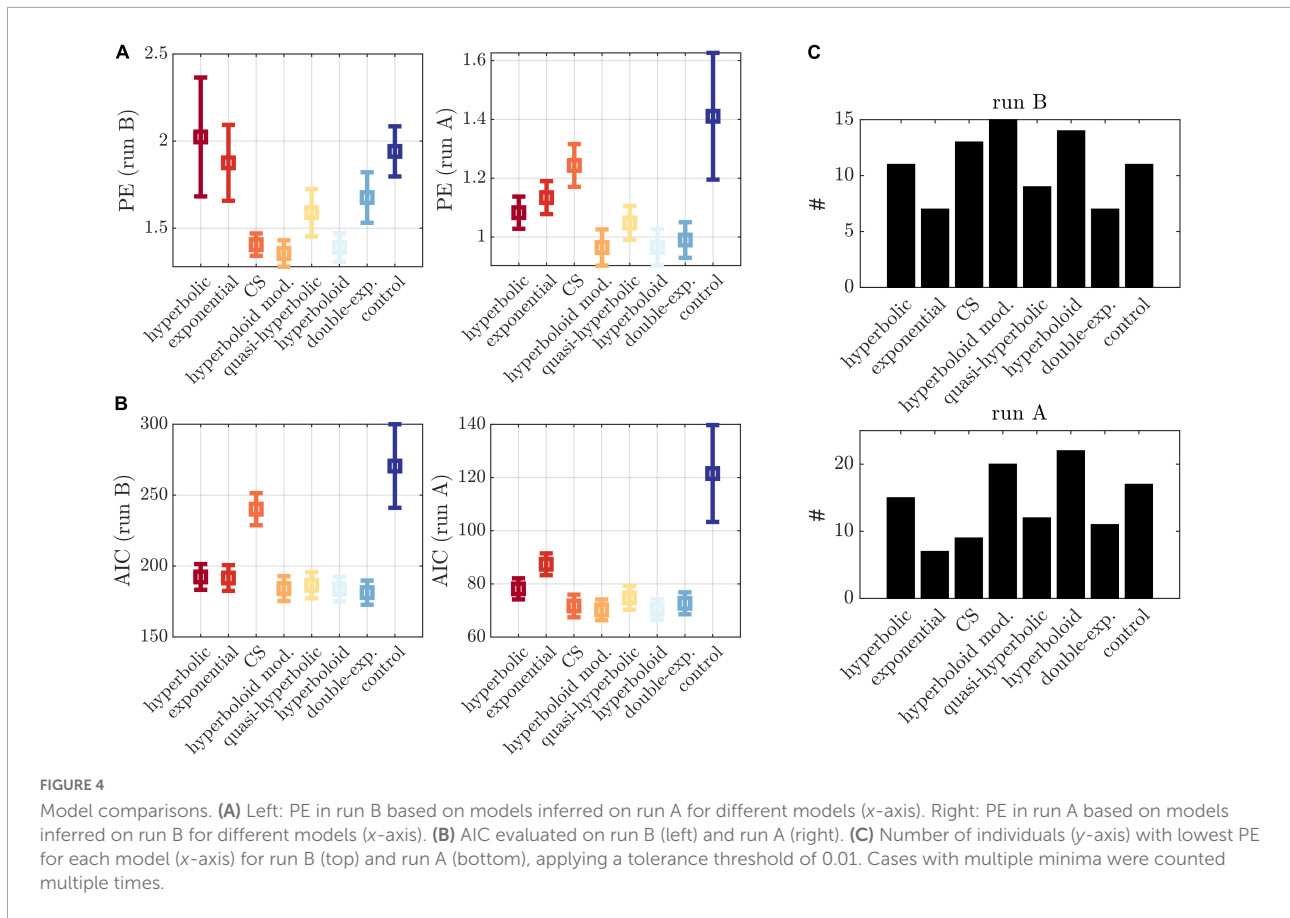 A
PE (run B)
2.5
2
1.5
hyperbolic
exponential
CS
hyperboloid mod.
quasi-hyperbolic
hyperboloid
double-exp.
control
PE (run A)
1.6
1.4
1.2
1
hyperbolic
exponential
CS
hyperboloid mod.
quasi-hyperbolic
hyperboloid
double-exp.
control
B
AIC (run B)
300
250
200
150
hyperbolic
exponential
CS
hyperboloid mod.
quasi-hyperbolic
hyperboloid
double-exp.
control
AIC (run A)
140
120
100
80
60
hyperbolic
exponential
CS
hyperboloid mod.
quasi-hyperbolic
hyperboloid
double-exp.
control
C
run B
#
15
10
5
0
hyperbolic
exponential
CS
hyperboloid mod.
quasi-hyperbolic
hyperboloid
double-exp.
control
run A
#
20
10
0
hyperbolic
exponential
CS
hyperboloid mod.
quasi-hyperbolic
hyperboloid
double-exp.
control
FIGURE 4
Model comparisons. (A) Left: PE in run B based on models inferred on run A for different models (x-axis). Right: PE in run A based on models
inferred on run B for different models (x-axis). (B) AIC evaluated on run B (left) and run A (right). (C) Number of individuals (y-axis) with lowest PE
for each model (x-axis) for run B (top) and run A (bottom), applying a tolerance threshold of 0.01. Cases with multiple minima were counted
multiple times.